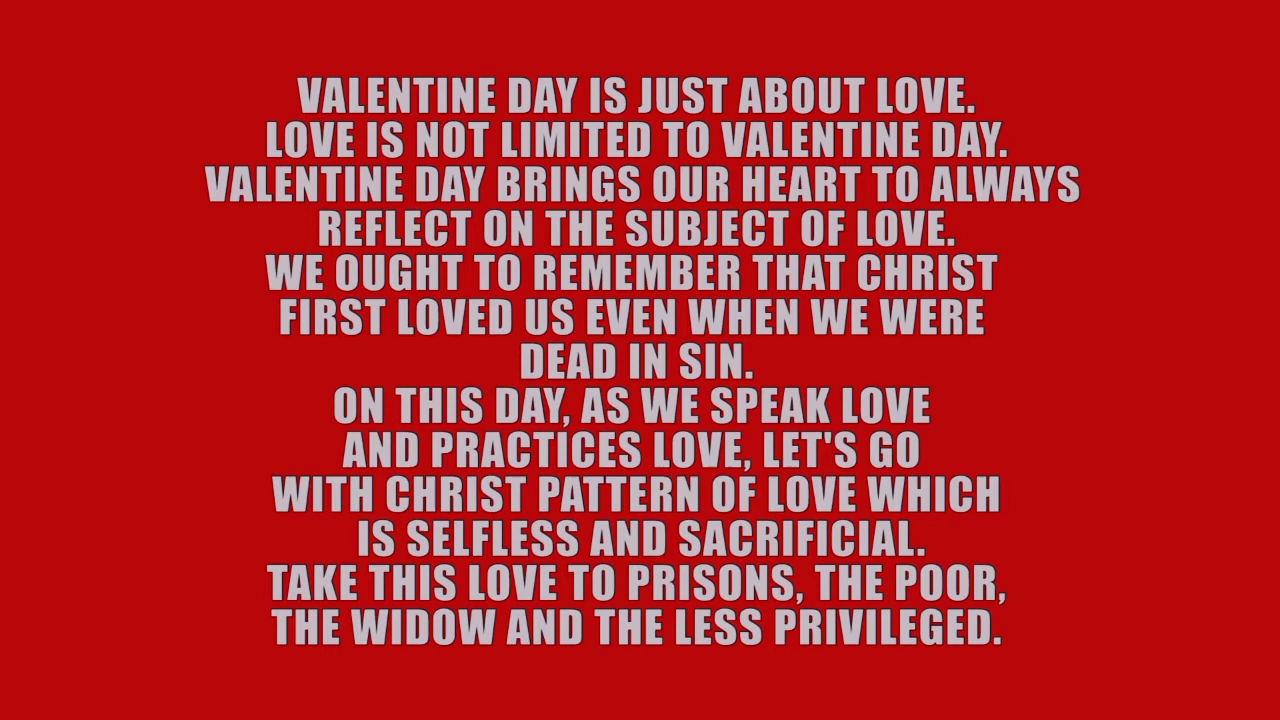 VALENTINE DAY IS JUST ABOUT LOVE.
LOVE IS NOT LIMITED TO VALENTINE DAY.
VALENTINE DAY BRINGS OUR HEART TO ALWAYS
REFLECT ON THE SUBJECT OF LOVE.
WE OUGHT TO REMEMBER THAT CHRIST
FIRST LOVED US EVEN WHEN WE WERE
DEAD IN SIN.
ON THIS DAY, AS WE SPEAK LOVE
AND PRACTICES LOVE, LET'S GO
WITH CHRIST PATTERN OF LOVE WHICH
IS SELFLESS AND SACRIFICIAL.
TAKE THIS LOVE TO PRISONS, THE POOR,
THE WIDOW AND THE LESS PRIVILEGED.